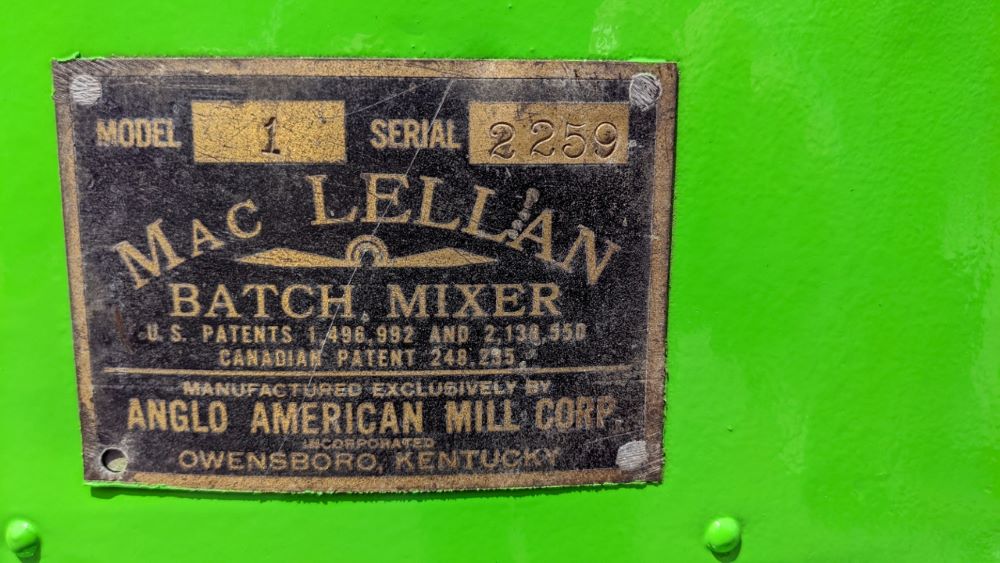 MODEL 1 SERIAL 2259
MAC LELLAN
BATCH MIXER
U.S. PATENTS 1,496,992 AND 2,138,550
CANADIAN PATENT 248,295
MANUFACTURED EXCLUSIVELY BY
ANGLO AMERICAN MILL CORP.
INCORPORATED
OWENSBORO, KENTUCKY